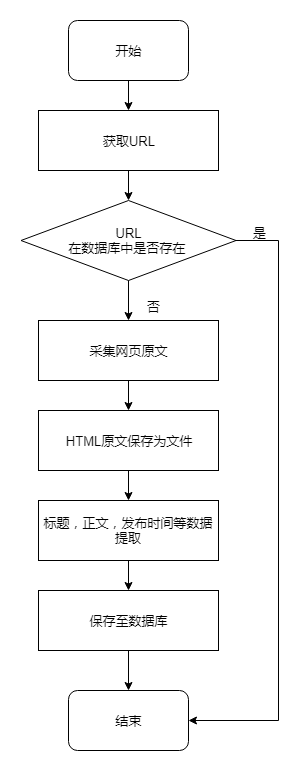 开始
获取URL
URL
在数据库中是否存在
是
否
采集网页原文
HTML原文保存为文件
标题，正文，发布时间等数据
提取
保存至数据库
结束